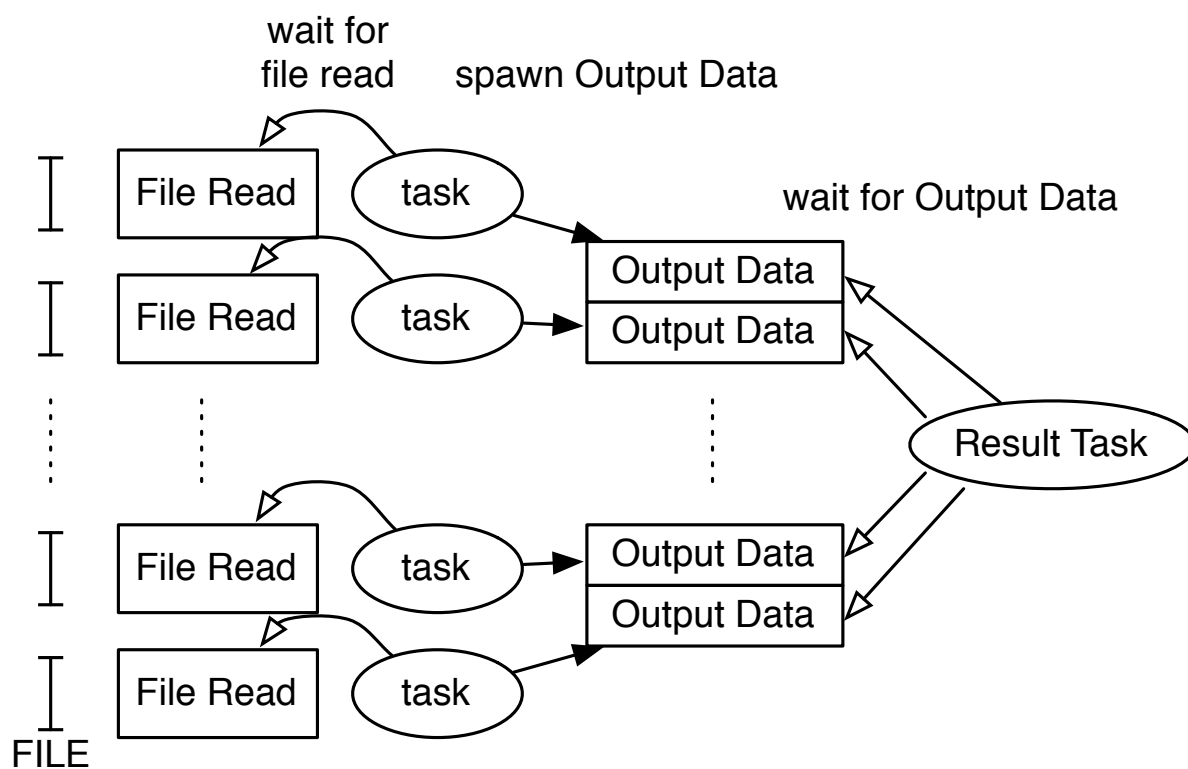 wait for
file read
spawn Output Data
File Read
task
wait for Output Data
Output Data
File Read
task
Output Data
Result Task
File Read
task
Output Data
Output Data
File Read
task
FILE